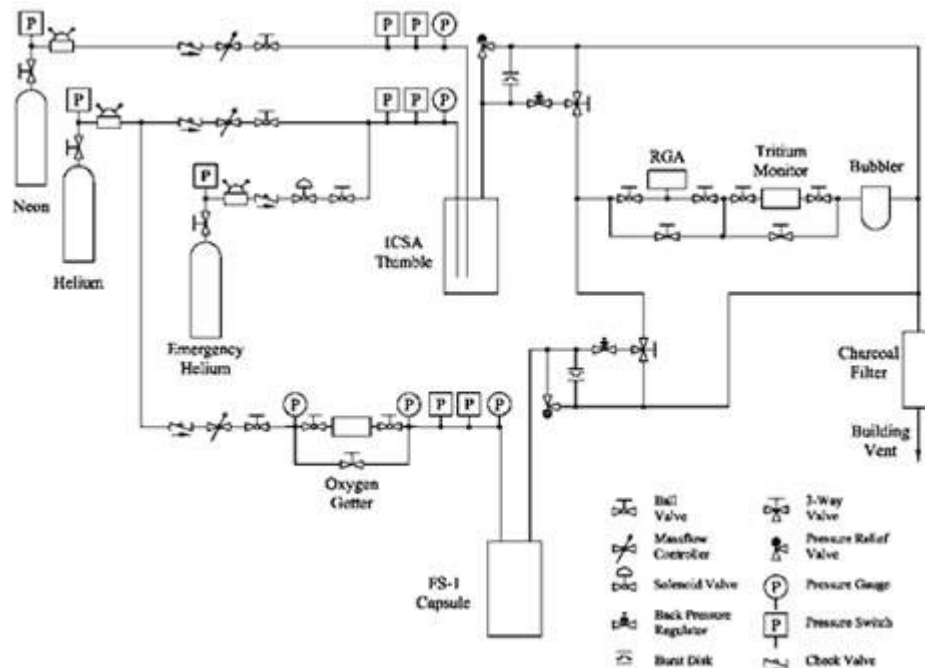 P
P
P
P
Neon
P
P
P
P
Helium
P
Emergency
Helium
ICSA
Thimble
RGA
Tritium
Monitor
Bubbler
Charcoal
Filter
Building
Vent
P
P
P
P
P
Oxygen
Getter
FS-1
Capsule
Ball
Valve
Massflow
Controller
Solenoid Valve
Back Pressure
Regulator
Burst Disk
3-Way
Valve
Pressure Relief
Valve
P
Pressure Gauge
P
Pressure Switch
Check Valve